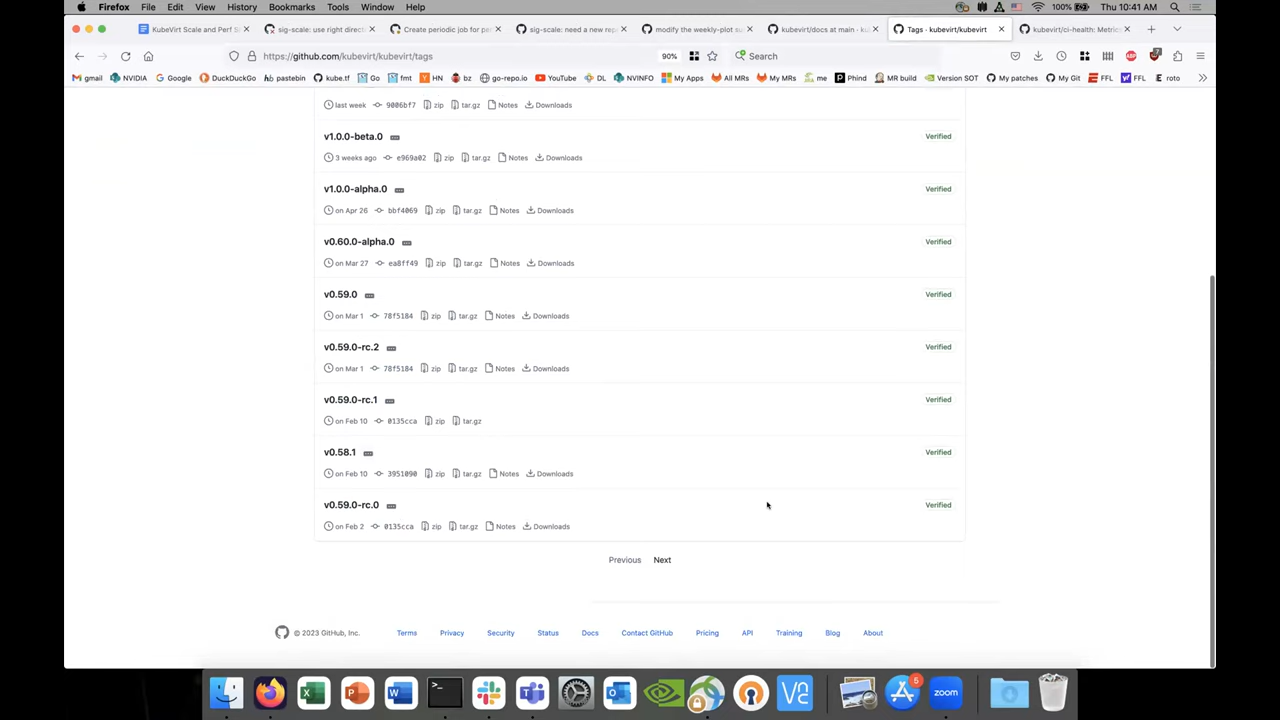 Firefox File Edit View History Bookmarks Tools Window Help 100% Thu 10:41 AM
KubeVirt Scale and Perf S sig-scale: use right direct Create periodic job for pe sig-scale: need a new rep modify the weekly-plot su kubevirt/docs at main · ku Tags · kubevirt/kubevirt kubevirt/ci-health: Metric
https://github.com/kubevirt/kubevirt/tags 90% Search
gmail NVIDIA Google DuckDuckGo pastebin kube.tf Go fmt HN bz go-repo.io YouTube DL NVINFO My Apps All MRs My MRs me Phind MR build Version SOT My patches My Git FFL FFL roto
last week 9006bf7 zip tar.gz Notes Downloads
v1.0.0-beta.0 Verified
3 weeks ago e969a02 zip tar.gz Notes Downloads
v1.0.0-alpha.0 Verified
on Apr 26 bbf4069 zip tar.gz Notes Downloads
v0.60.0-alpha.0 Verified
on Mar 27 ea8ff49 zip tar.gz Notes Downloads
v0.59.0 Verified
on Mar 1 78f5184 zip tar.gz Notes Downloads
v0.59.0-rc.2 Verified
on Mar 1 78f5184 zip tar.gz Notes Downloads
v0.59.0-rc.1 Verified
on Feb 10 0135cca zip tar.gz
v0.58.1 Verified
on Feb 10 3951090 zip tar.gz Notes Downloads
v0.59.0-rc.0 Verified
on Feb 2 0135cca zip tar.gz Notes Downloads
Previous Next
© 2023 GitHub, Inc. Terms Privacy Security Status Docs Contact GitHub Pricing API Training Blog About
zoom